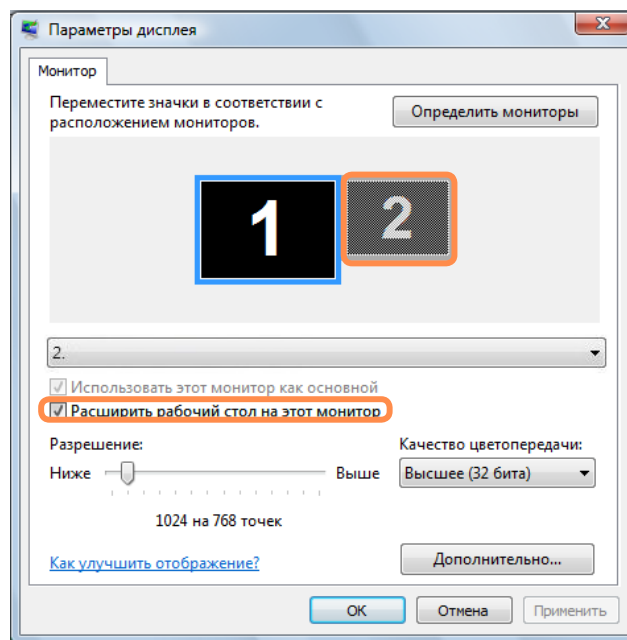 Параметры дисплея
Монитор
Переместите значки в соответствии с
расположением мониторов.
Определить мониторы
1
2
2.
Использовать этот монитор как основной
Расширить рабочий стол на этот монитор
Разрешение:
Ниже
Выше
1024 на 768 точек
Качество цветопередачи:
Высшее (32 бита)
Как улучшить отображение?
Дополнительно...
ОК
Отмена
Применить